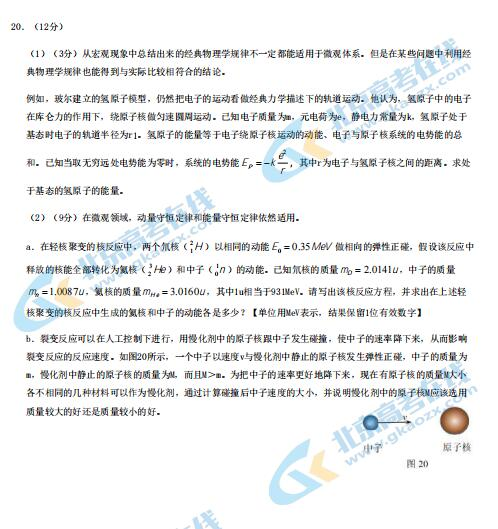 20.（12分）
（1）（3分）从宏观现象中总结出来的经典物理学规律不一定都能适用于微观体系。但是在某些问题中利用经
典物理学规律也能得到与实际比较相符合的结论。
例如，玻尔建立的氢原子模型，仍然把电子的运动看做经典力学描述下的轨道运动。他认为，氢原子中的电子
在库仑力的作用下，绕原子核做匀速圆周运动。已知电子质量为m，元电荷为e，静电力常量为k，氢原子处于
基态时电子的轨道半径为r1。氢原子的能量等于电子绕原子核运动的动能、电子与原子核系统的电势能的总
和。已知当取无穷远处电势能为零时，系统的电势能 E_P = -k e²/r，其中r为电子与氢原子核之间的距离。求处
于基态的氢原子的能量。
（2）（9分）在微观领域，动量守恒定律和能量守恒定律依然适用。
a．在轻核聚变的核反应中，两个氘核（²₁H）以相同的动能 E₀=0.35MeV 做相向的弹性正碰，假设该反应中
释放的核能全部转化为氦核（³₂He）和中子（¹₀n）的动能。已知氘核的质量 m_D=2.0141u，中子的质量
m_n=1.0087u，氦核的质量 m_He=3.0160u，其中1u相当于931MeV。请写出该核反应方程，并求出在上述轻
核聚变的核反应中生成的氦核和中子的动能各是多少？【单位用MeV表示，结果保留1位有效数字】
b．裂变反应可以在人工控制下进行，用慢化剂中的原子核跟中子发生碰撞，使中子的速率降下来，从而影响
裂变反应的反应速度。如图20所示，一个中子以速度v与慢化剂中静止的原子核发生弹性正碰，中子的质量为
m，慢化剂中静止的原子核的质量为M，而且M＞m。为把中子的速率更好地降下来，现在有原子核的质量M大小
各不相同的几种材料可以作为慢化剂，通过计算碰撞后中子速度的大小，并说明慢化剂中的原子核M应该选用
质量较大的好还是质量较小的好。
v
中子
原子核
图 20
北京高考在线
www.gkaozx.com